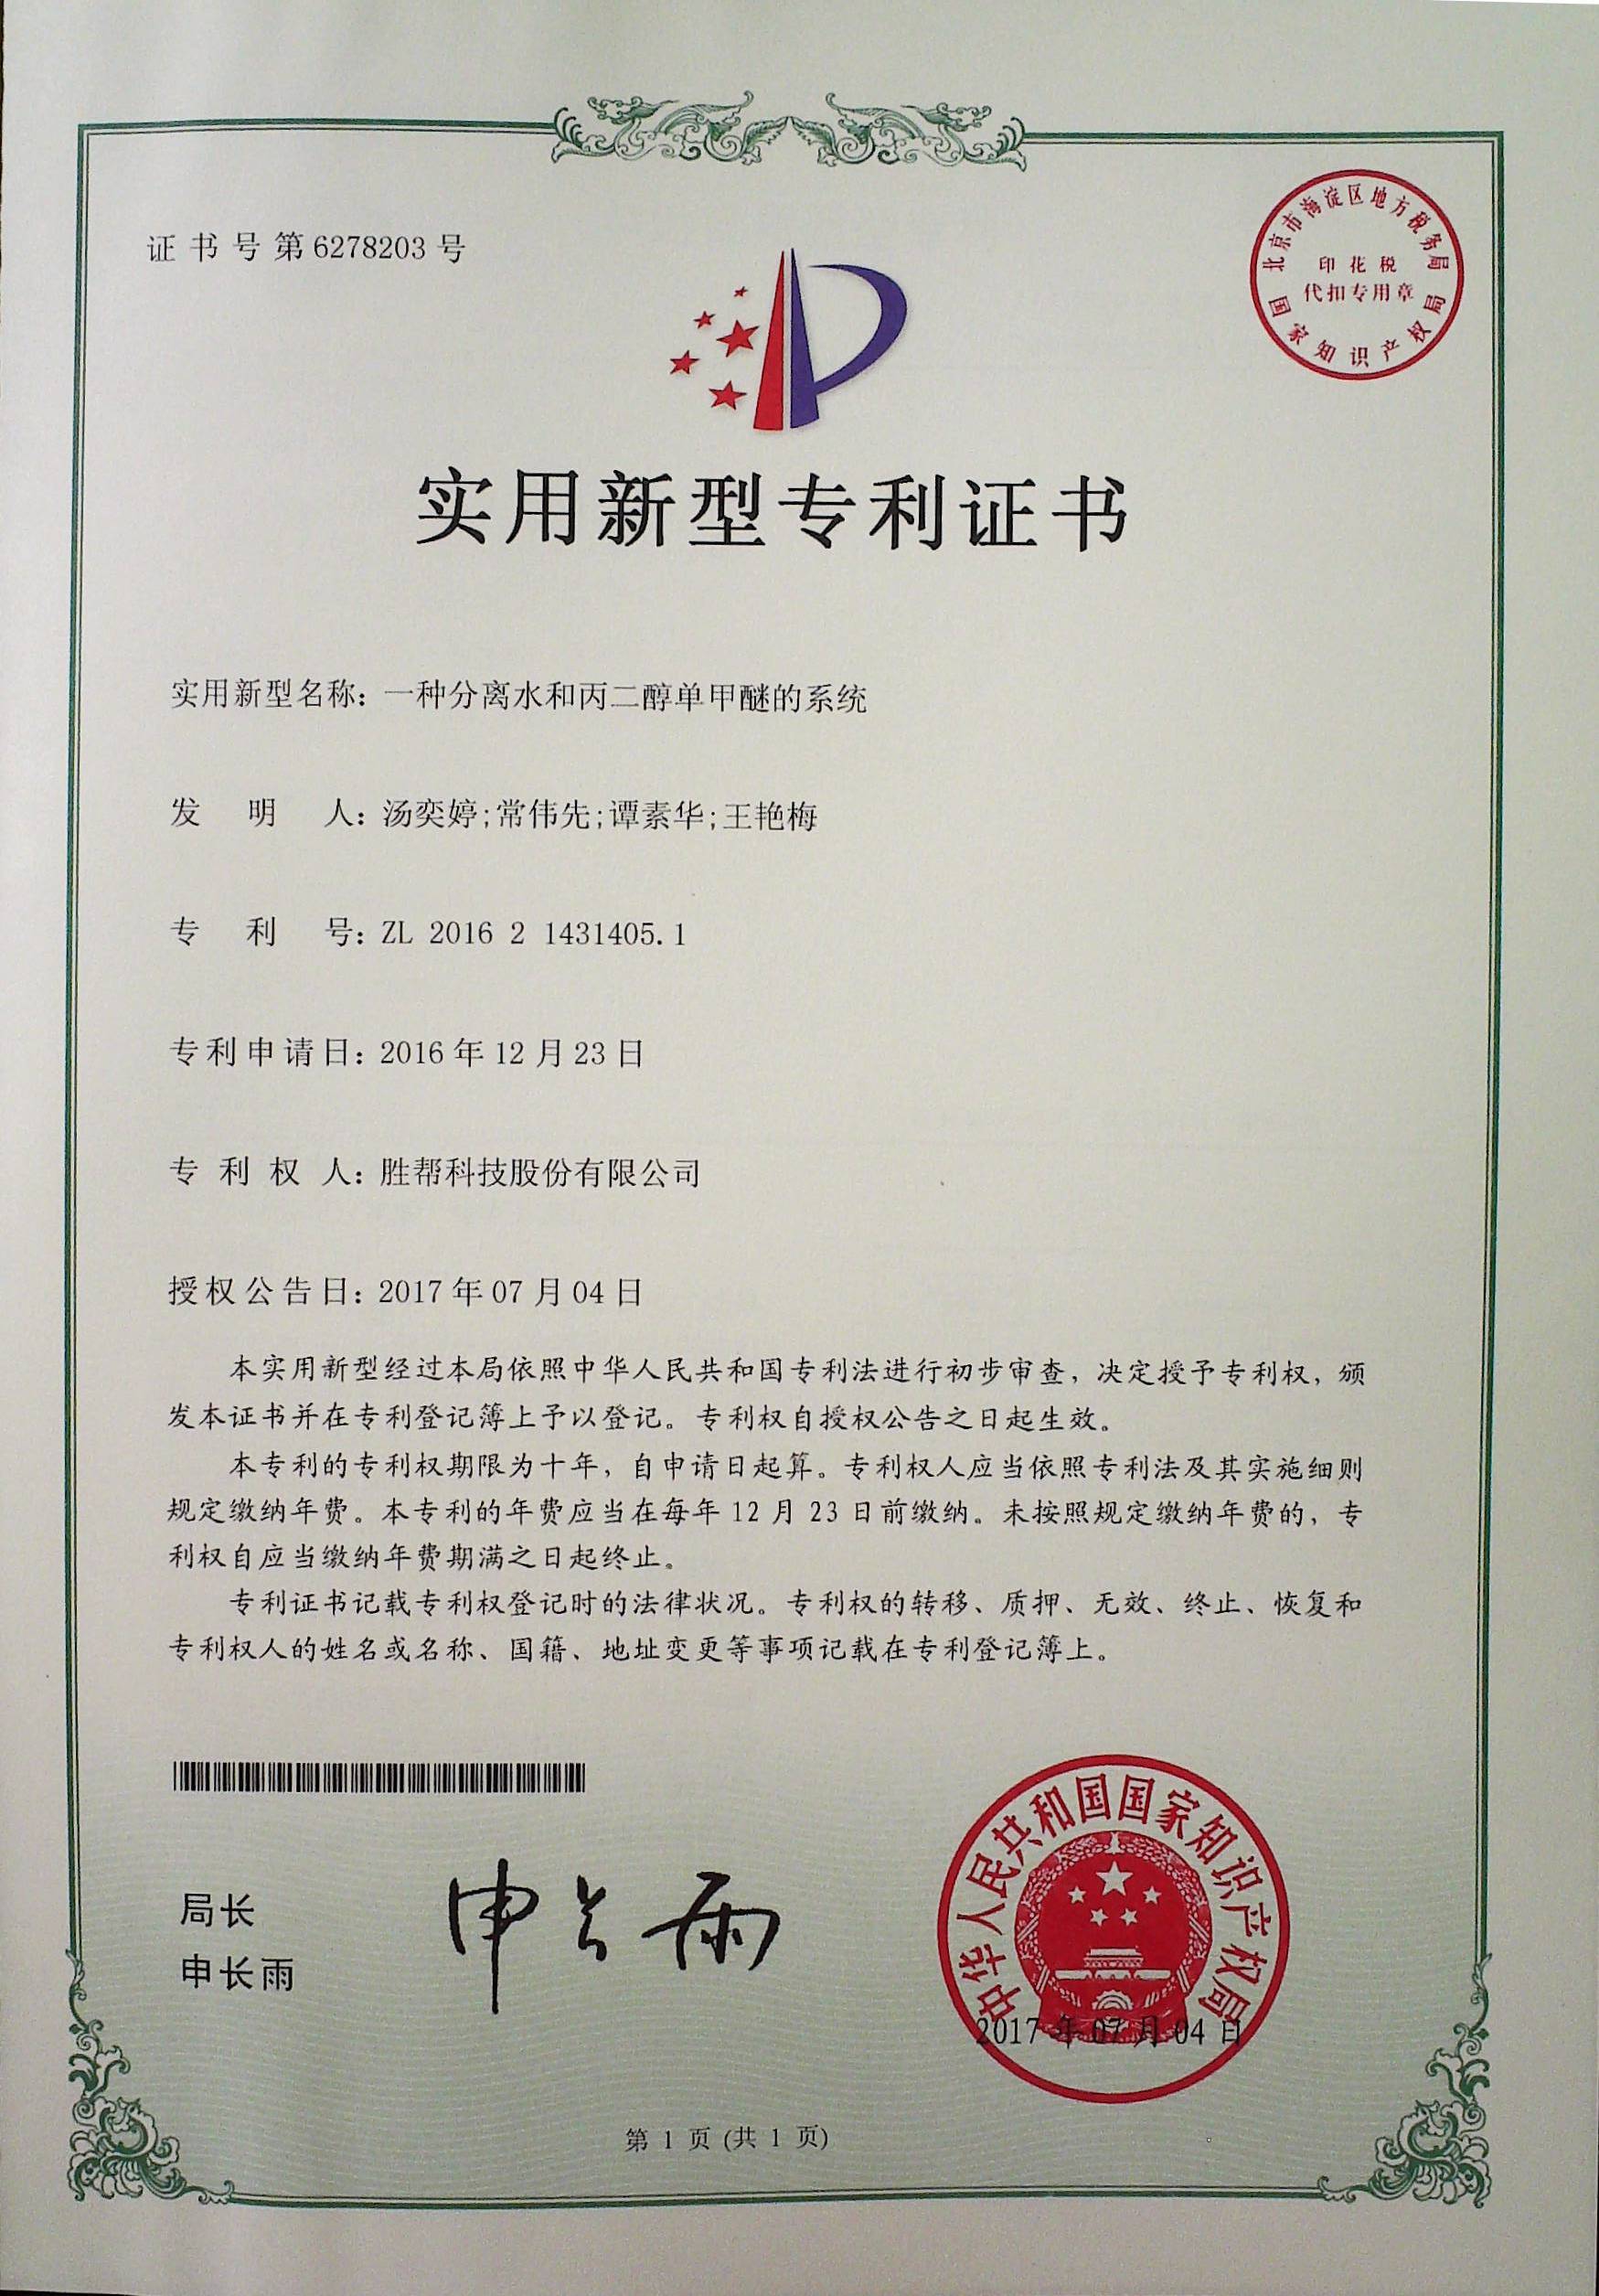 证书号第6278203号
北京市海淀区地方税务局
印花税
代扣专用章
国家知识产权局
实用新型专利证书
实用新型名称：一种分离水和丙二醇单甲醚的系统
发明人：汤奕婷;常伟先;谭素华;王艳梅
专利号：ZL 2016 2 1431405.1
专利申请日：2016年12月23日
专利权人：胜帮科技股份有限公司
授权公告日：2017年07月04日
本实用新型经过本局依照中华人民共和国专利法进行初步审查，决定授予专利权，颁
发本证书并在专利登记簿上予以登记。专利权自授权公告之日起生效。
本专利的专利权期限为十年，自申请日起算。专利权人应当依照专利法及其实施细则
规定缴纳年费。本专利的年费应当在每年12月23日前缴纳。未按照规定缴纳年费的，专
利权自应当缴纳年费期满之日起终止。
专利证书记载专利权登记时的法律状况。专利权的转移、质押、无效、终止、恢复和
专利权人的姓名或名称、国籍、地址变更等事项记载在专利登记簿上。
局长
申长雨
申长雨
中华人民共和国国家知识产权局
2017年07月04日
第 1 页 (共 1 页)